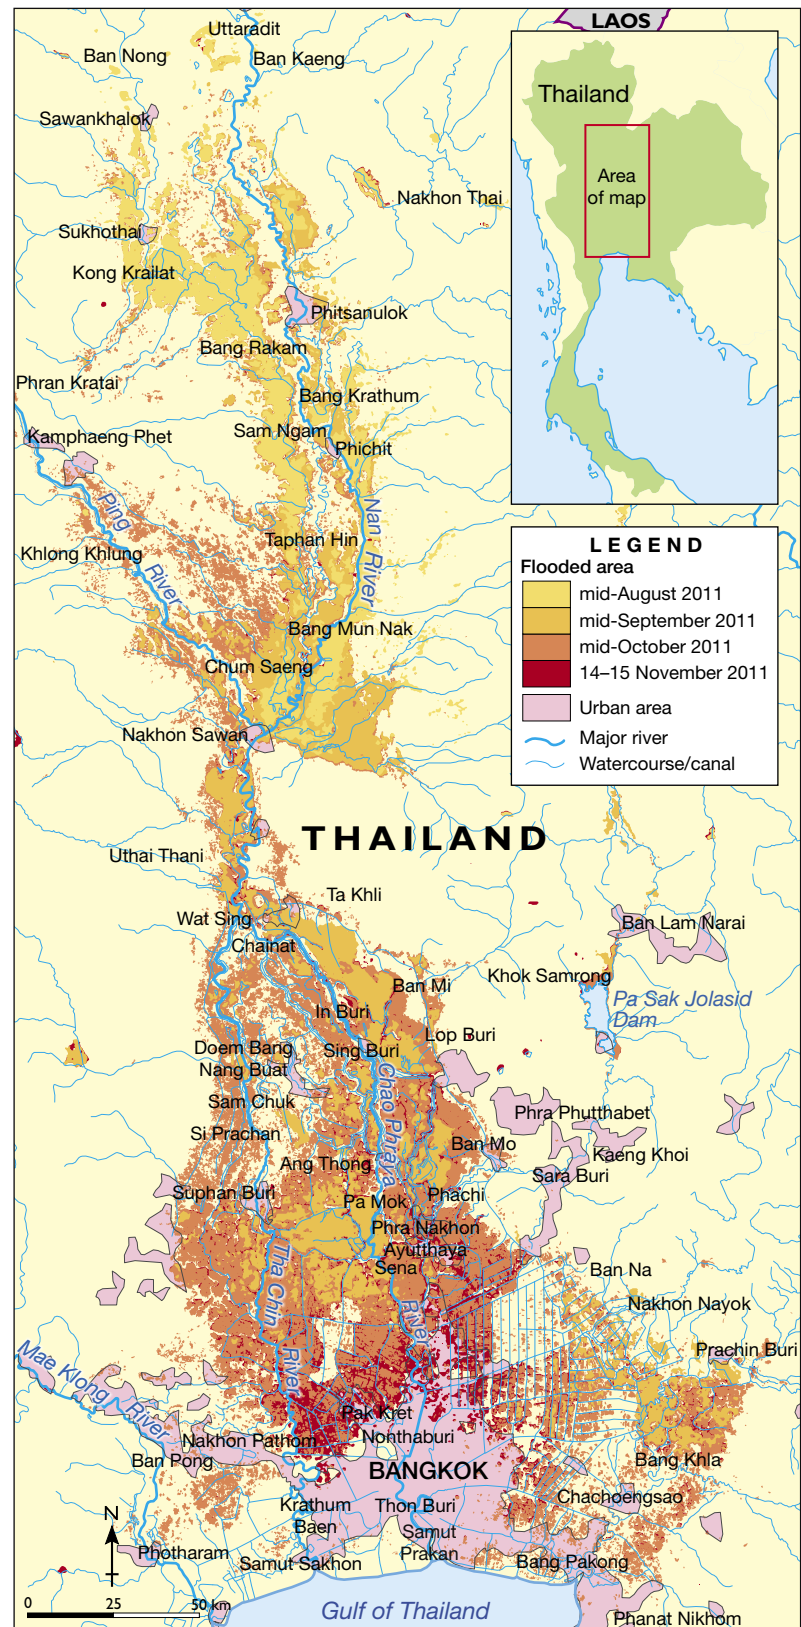 LAOS
Uttaradit
Ban Nong
Ban Kaeng
Thailand
Sawankhalok
Area
of map
Nakhon Thai
Sukhothai
Kong Krailat
Phitsanulok
Bang Rakam
Phran Kratai
Bang Krathum
Sam Ngam
Kamphaeng Phet
Phichit
Ping
River
Nan River
Taphan Hin
Khlong Khlung
Bang Mun Nak
Chum Saeng
Nakhon Sawan
LEGEND
Flooded area
mid-August 2011
mid-September 2011
mid-October 2011
14–15 November 2011
Urban area
Major river
Watercourse/canal
THAILAND
Uthai Thani
Ta Khli
Wat Sing
Chainat
Ban Lam Narai
Khok Samrong
Ban Mi
Pa Sak Jolasid
Dam
In Buri
Lop Buri
Doem Bang
Nang Buat
Sing Buri
Chao Phraya
River
Sam Chuk
Phra Phutthabet
Si Prachan
Ban Mo
Kaeng Khoi
Ang Thong
Sara Buri
Suphan Buri
Pa Mok
Phachi
Phra Nakhon
Ayutthaya
Sena
Tha Chin
River
Ban Na
Nakhon Nayok
Prachin Buri
Mae Klong River
Pak Kret
Nonthaburi
Nakhon Pathom
Ban Pong
BANGKOK
Bang Khla
Krathum
Baen
Thon Buri
Chachoengsao
Samut
Prakan
N
Photharam
Samut Sakhon
Bang Pakong
0 25 50 km
Gulf of Thailand
Phanat Nikhom